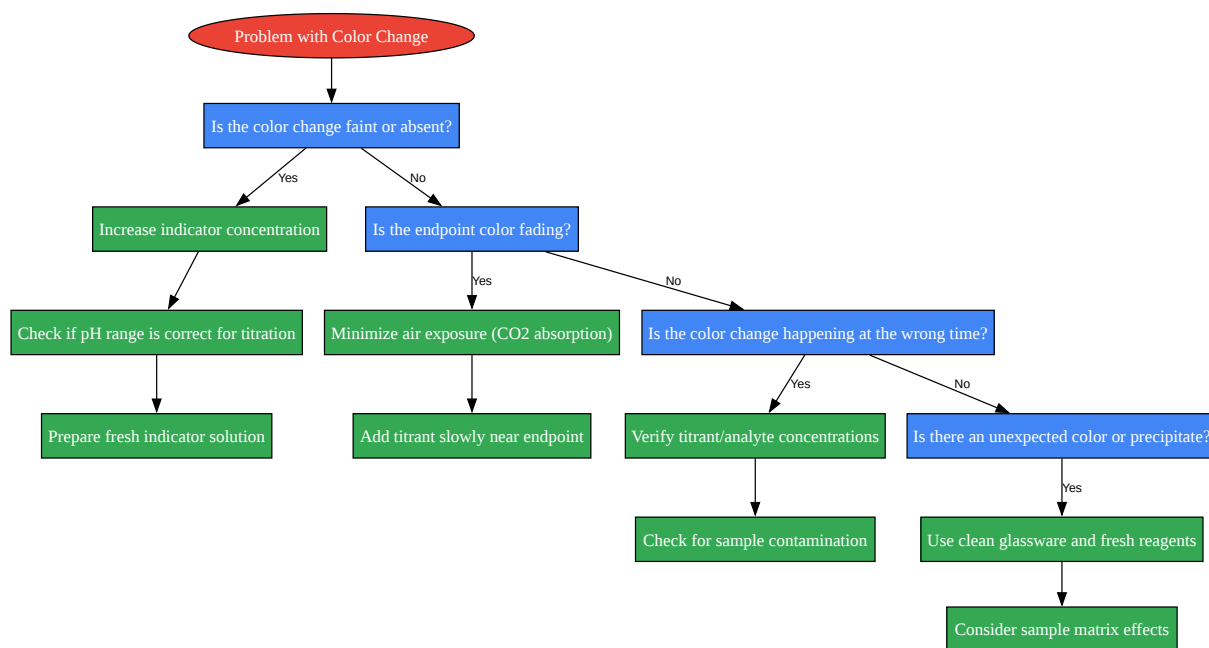 Problem with Color Change
Is the color change faint or absent?
Yes
No
Increase indicator concentration
Is the endpoint color fading?
Yes
No
Check if pH range is correct for titration
Minimize air exposure (CO2 absorption)
Is the color change happening at the wrong time?
Yes
No
Prepare fresh indicator solution
Add titrant slowly near endpoint
Verify titrant/analyte concentrations
Is there an unexpected color or precipitate?
Yes
Check for sample contamination
Use clean glassware and fresh reagents
Consider sample matrix effects